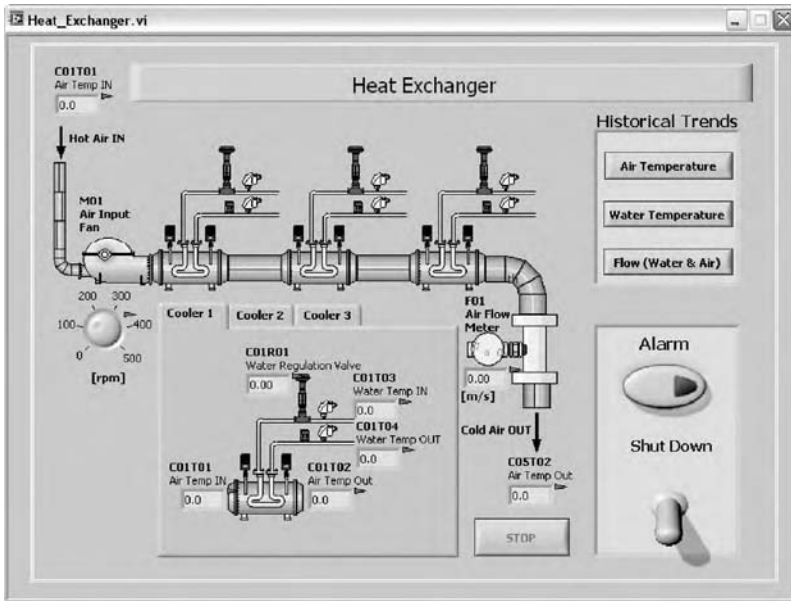 Heat_Exchanger.vi
C01T01
Air Temp IN
0.0
Heat Exchanger
Hot Air IN
Historical Trends
Air Temperature
Water Temperature
Flow (Water & Air)
M01
Air Input
Fan
0
100
200
300
400
500
[rpm]
Cooler 1
Cooler 2
Cooler 3
C01R01
Water Regulation Valve
0.00
C01T03
Water Temp IN
0.0
C01T04
Water Temp OUT
0.0
C01T01
Air Temp IN
0.0
C01T02
Air Temp Out
0.0
F01
Air Flow
Meter
0.00
[m/s]
Cold Air OUT
C0ST02
Air Temp Out
0.0
STOP
Alarm
Shut Down